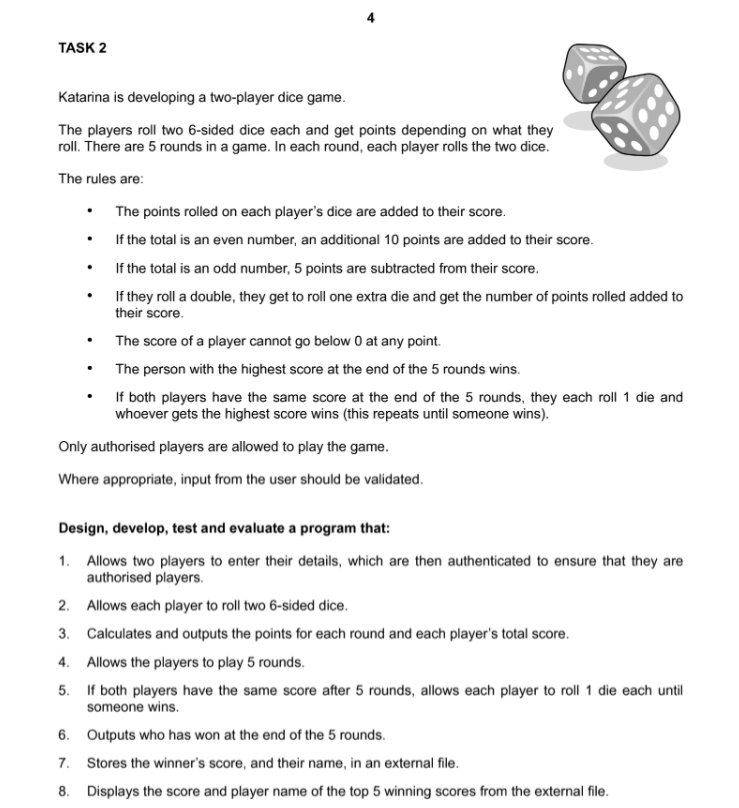 4
TASK 2
Katarina is developing a two-player dice game.
The players roll two 6-sided dice each and get points depending on what they
roll. There are 5 rounds in a game. In each round, each player rolls the two dice.
The rules are:
• The points rolled on each player's dice are added to their score.
• If the total is an even number, an additional 10 points are added to their score.
• If the total is an odd number, 5 points are subtracted from their score.
• If they roll a double, they get to roll one extra die and get the number of points rolled added to
their score.
• The score of a player cannot go below 0 at any point.
• The person with the highest score at the end of the 5 rounds wins.
• If both players have the same score at the end of the 5 rounds, they each roll 1 die and
whoever gets the highest score wins (this repeats until someone wins).
Only authorised players are allowed to play the game.
Where appropriate, input from the user should be validated.
Design, develop, test and evaluate a program that:
1. Allows two players to enter their details, which are then authenticated to ensure that they are
authorised players.
2. Allows each player to roll two 6-sided dice.
3. Calculates and outputs the points for each round and each player's total score.
4. Allows the players to play 5 rounds.
5. If both players have the same score after 5 rounds, allows each player to roll 1 die each until
someone wins.
6. Outputs who has won at the end of the 5 rounds.
7. Stores the winner's score, and their name, in an external file.
8. Displays the score and player name of the top 5 winning scores from the external file.